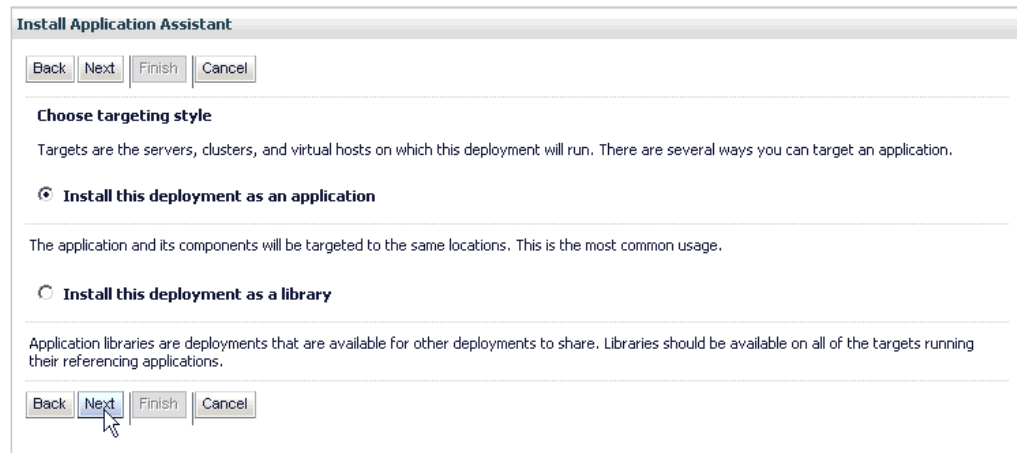 Install Application Assistant
Back Next Finish Cancel
Choose targeting style
Targets are the servers, clusters, and virtual hosts on which this deployment will run. There are several ways you can target an application.
Install this deployment as an application
The application and its components will be targeted to the same locations. This is the most common usage.
Install this deployment as a library
Application libraries are deployments that are available for other deployments to share. Libraries should be available on all of the targets running
their referencing applications.
Back Next Finish Cancel